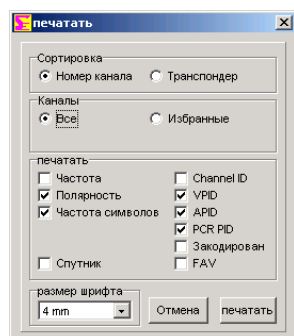 печатать
Сортировка
Номер канала Транспондер
Каналы
Все Избранные
печатать
Частота Channel ID
Полярность VPID
Частота символов APID
PCR PID
Закодирован
Спутник FAV
размер шрифта
4 mm Отмена печатать